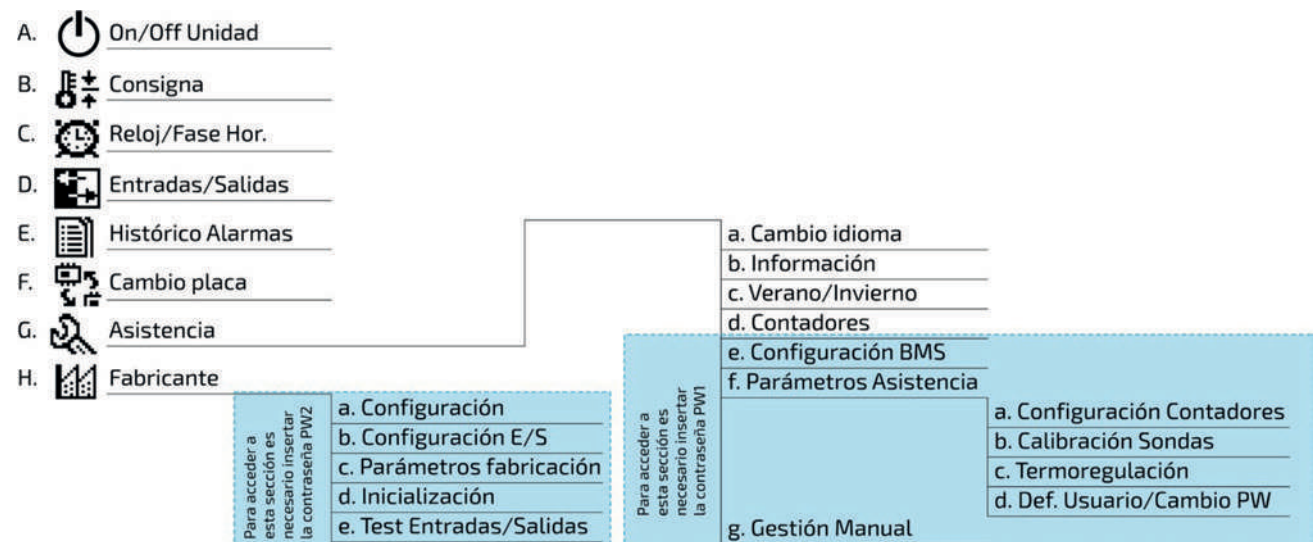 A. On/Off Unidad
B. Consigna
C. Reloj/Fase Hor.
D. Entradas/Salidas
E. Histórico Alarmas
F. Cambio placa
G. Asistencia
H. Fabricante
a. Cambio idioma
b. Información
c. Verano/Invierno
d. Contadores
e. Configuración BMS
f. Parámetros Asistencia
g. Gestión Manual
Para acceder a
esta sección es
necesario insertar
la contraseña PW1
a. Configuración Contadores
b. Calibración Sondas
c. Termoregulación
d. Def. Usuario/Cambio PW
Para acceder a
esta sección es
necesario insertar
la contraseña PW2
a. Configuración
b. Configuración E/S
c. Parámetros fabricación
d. Inicialización
e. Test Entradas/Salidas